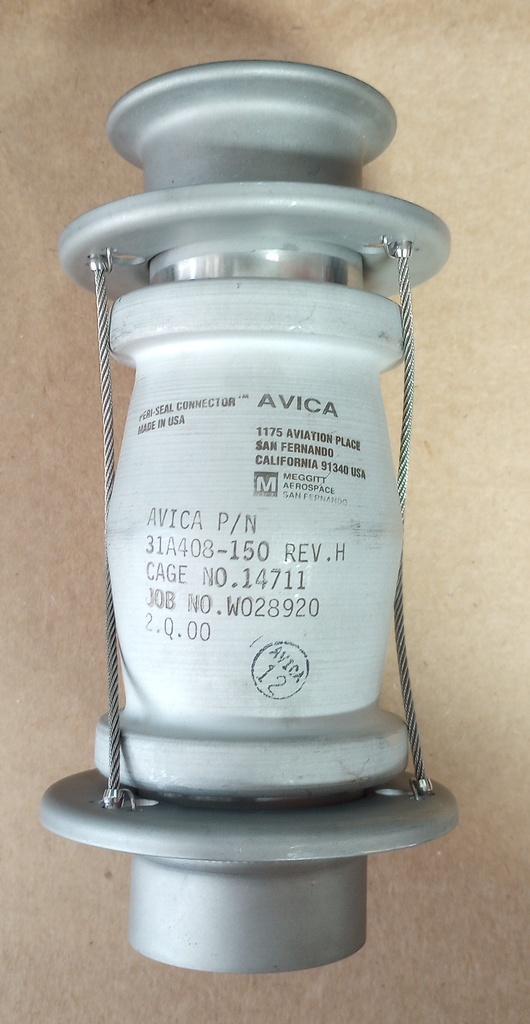 PERI-SEAL CONNECTOR™ AVICA
MADE IN USA
1175 AVIATION PLACE
SAN FERNANDO
CALIFORNIA 91340 USA
M MEGGITT
AEROSPACE
SAN FERNANDO
AVICA P/N
31A408-150 REV.H
CAGE NO.14711
JOB NO.W028920
2.Q.00
AVICA
12